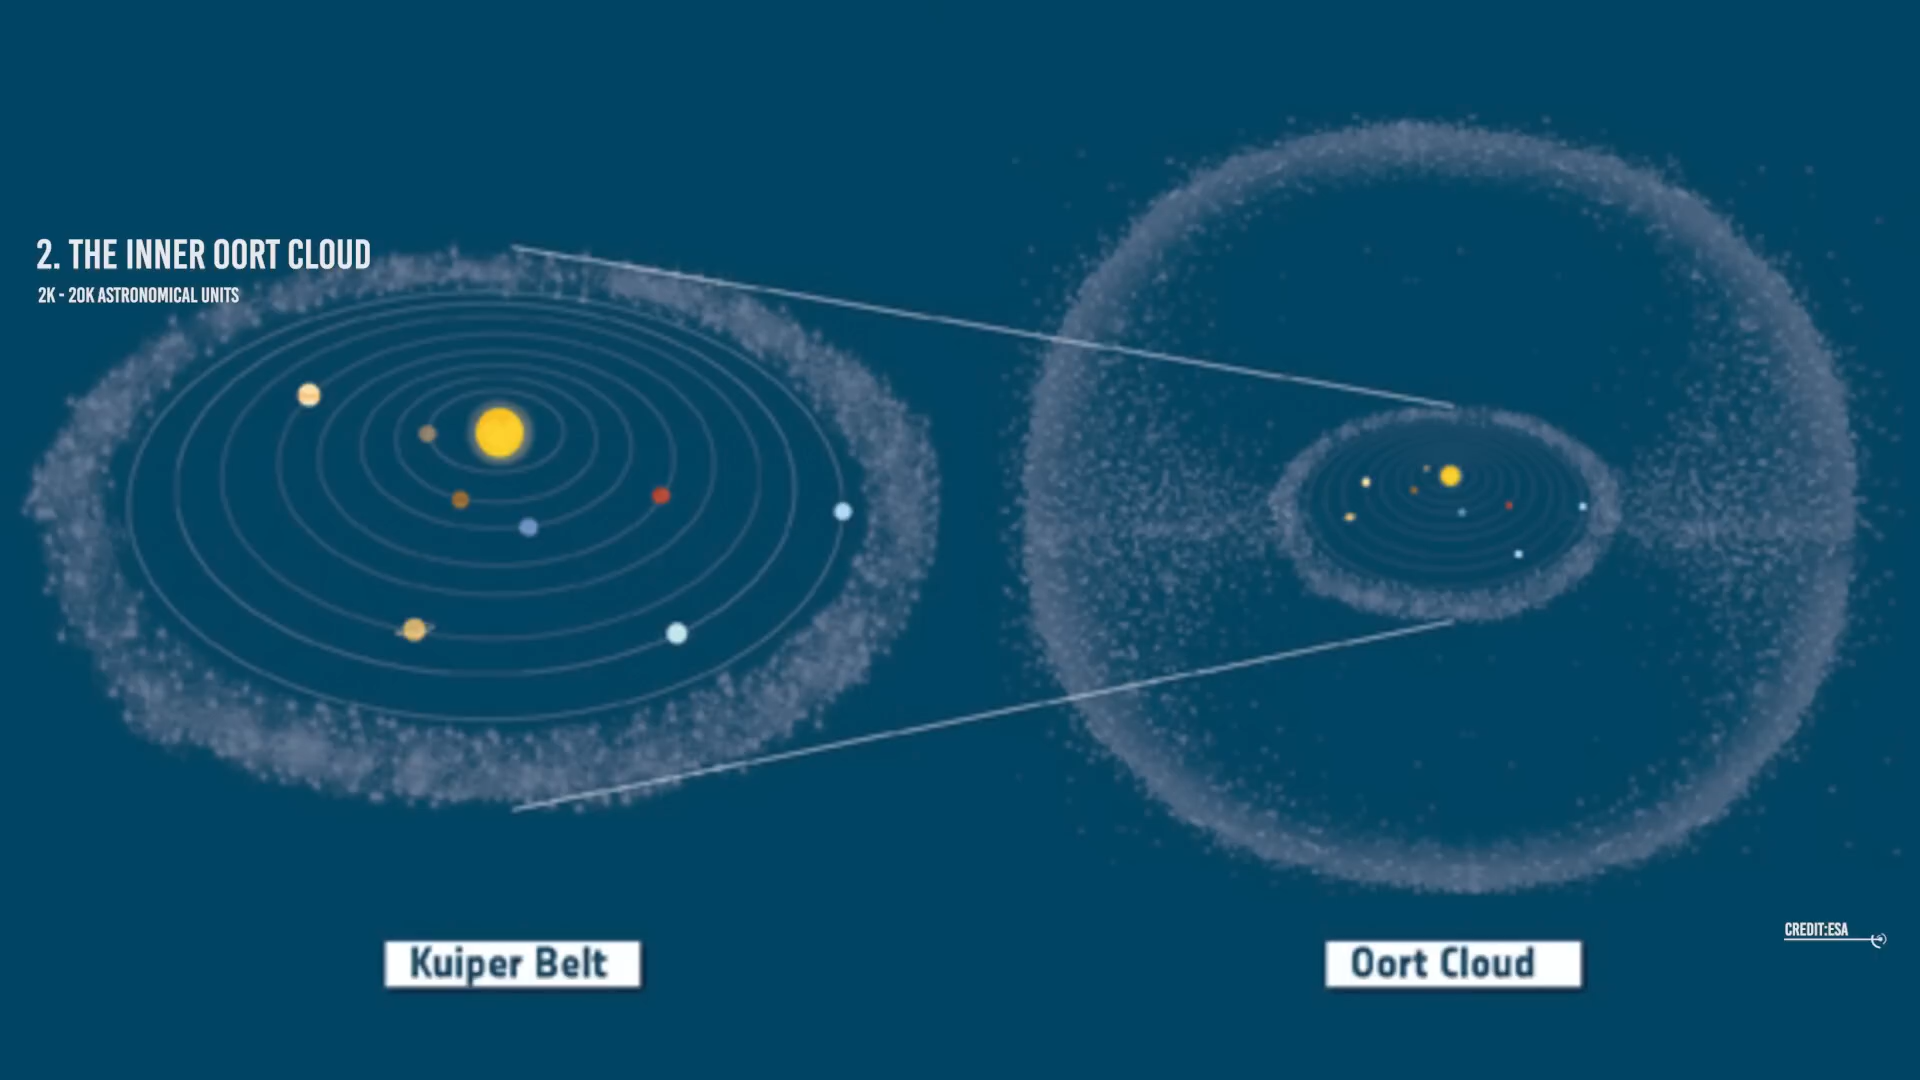 2. THE INNER OORT CLOUD
2K - 20K ASTRONOMICAL UNITS
Kuiper Belt
Oort Cloud
CREDIT:ESA